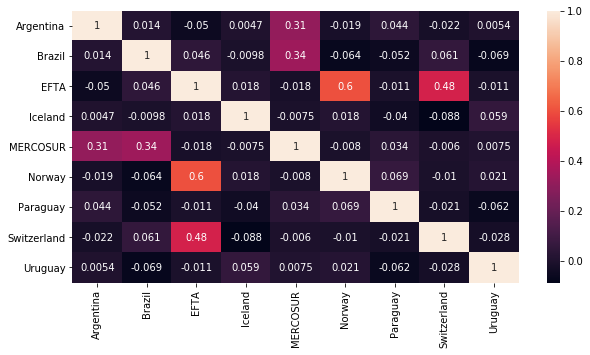 Argentina 1 0.014 -0.05 0.0047 0.31 -0.019 0.044 -0.022 0.0054
Brazil 0.014 1 0.046 -0.0098 0.34 -0.064 -0.052 0.061 -0.069
EFTA -0.05 0.046 1 0.018 -0.018 0.6 -0.011 0.48 -0.011
Iceland 0.0047 -0.0098 0.018 1 -0.0075 0.018 -0.04 -0.088 0.059
MERCOSUR 0.31 0.34 -0.018 -0.0075 1 -0.008 0.034 -0.006 0.0075
Norway -0.019 -0.064 0.6 0.018 -0.008 1 0.069 -0.01 0.021
Paraguay 0.044 -0.052 -0.011 -0.04 0.034 0.069 1 -0.021 -0.062
Switzerland -0.022 0.061 0.48 -0.088 -0.006 -0.01 -0.021 1 -0.028
Uruguay 0.0054 -0.069 -0.011 0.059 0.0075 0.021 -0.062 -0.028 1
Argentina
Brazil
EFTA
Iceland
MERCOSUR
Norway
Paraguay
Switzerland
Uruguay
1.0
0.8
0.6
0.4
0.2
0.0